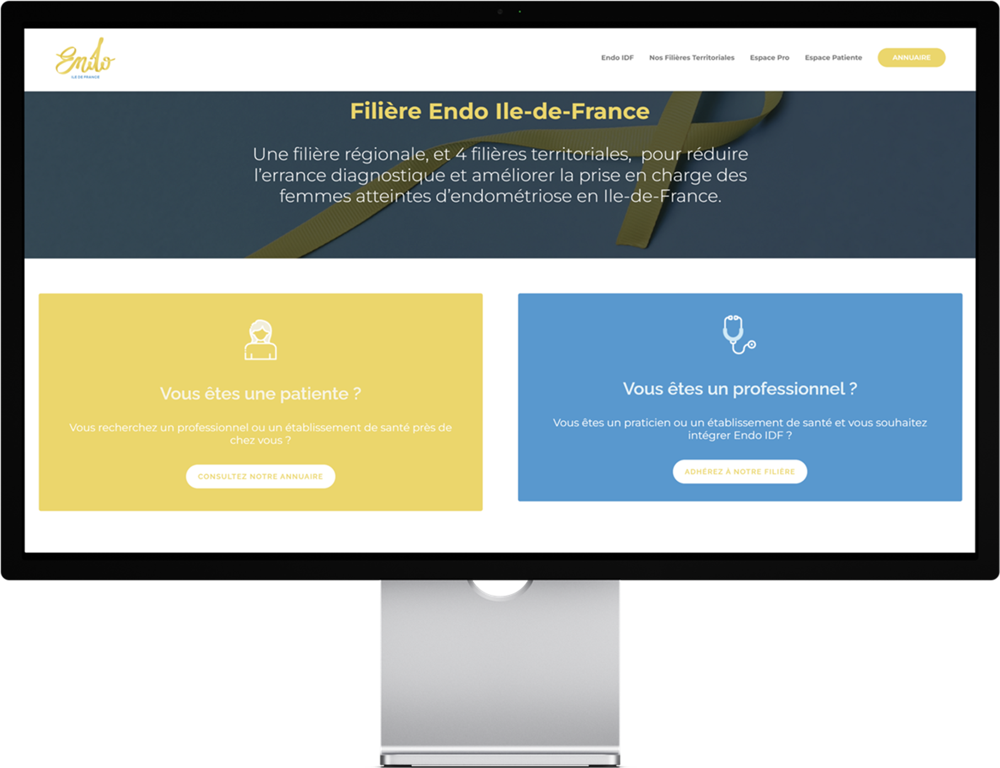 Endo
ILE DE FRANCE
Endo IDF
Nos Filières Territoriales
Espace Pro
Espace Patiente
ANNUAIRE
Filière Endo Ile-de-France
Une filière régionale, et 4 filières territoriales, pour réduire
l'errance diagnostique et améliorer la prise en charge des
femmes atteintes d'endométriose en Ile-de-France.
Vous êtes une patiente ?
Vous recherchez un professionnel ou un établissement de santé près de
chez vous ?
CONSULTEZ NOTRE ANNUAIRE
Vous êtes un professionnel ?
Vous êtes un praticien ou un établissement de santé et vous souhaitez
intégrer Endo IDF ?
ADHÉREZ À NOTRE FILIÈRE